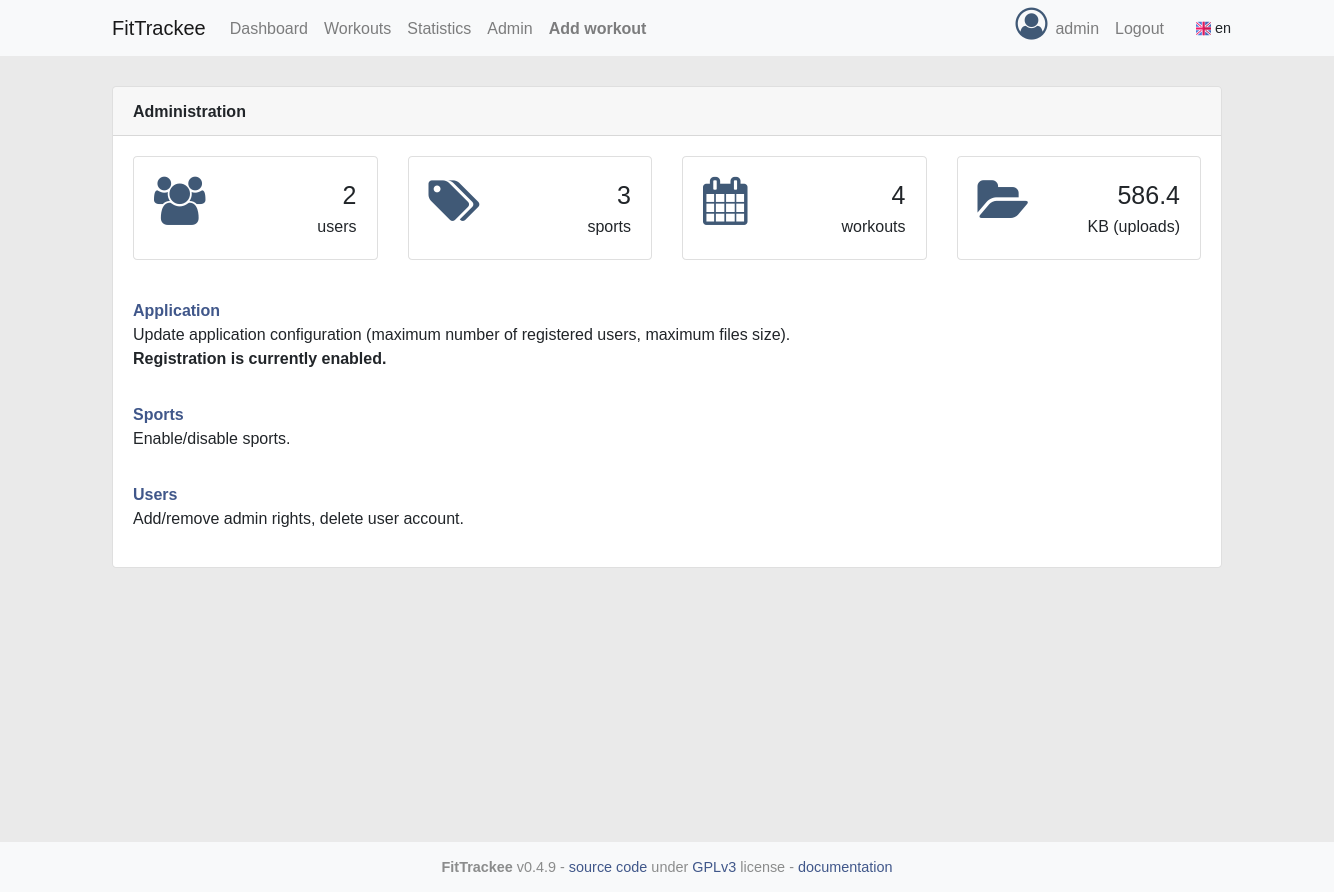 FitTrackee Dashboard Workouts Statistics Admin Add workout admin Logout en
Administration
2
users
3
sports
4
workouts
586.4
KB (uploads)
Application
Update application configuration (maximum number of registered users, maximum files size).
Registration is currently enabled.
Sports
Enable/disable sports.
Users
Add/remove admin rights, delete user account.
FitTrackee v0.4.9 - source code under GPLv3 license - documentation